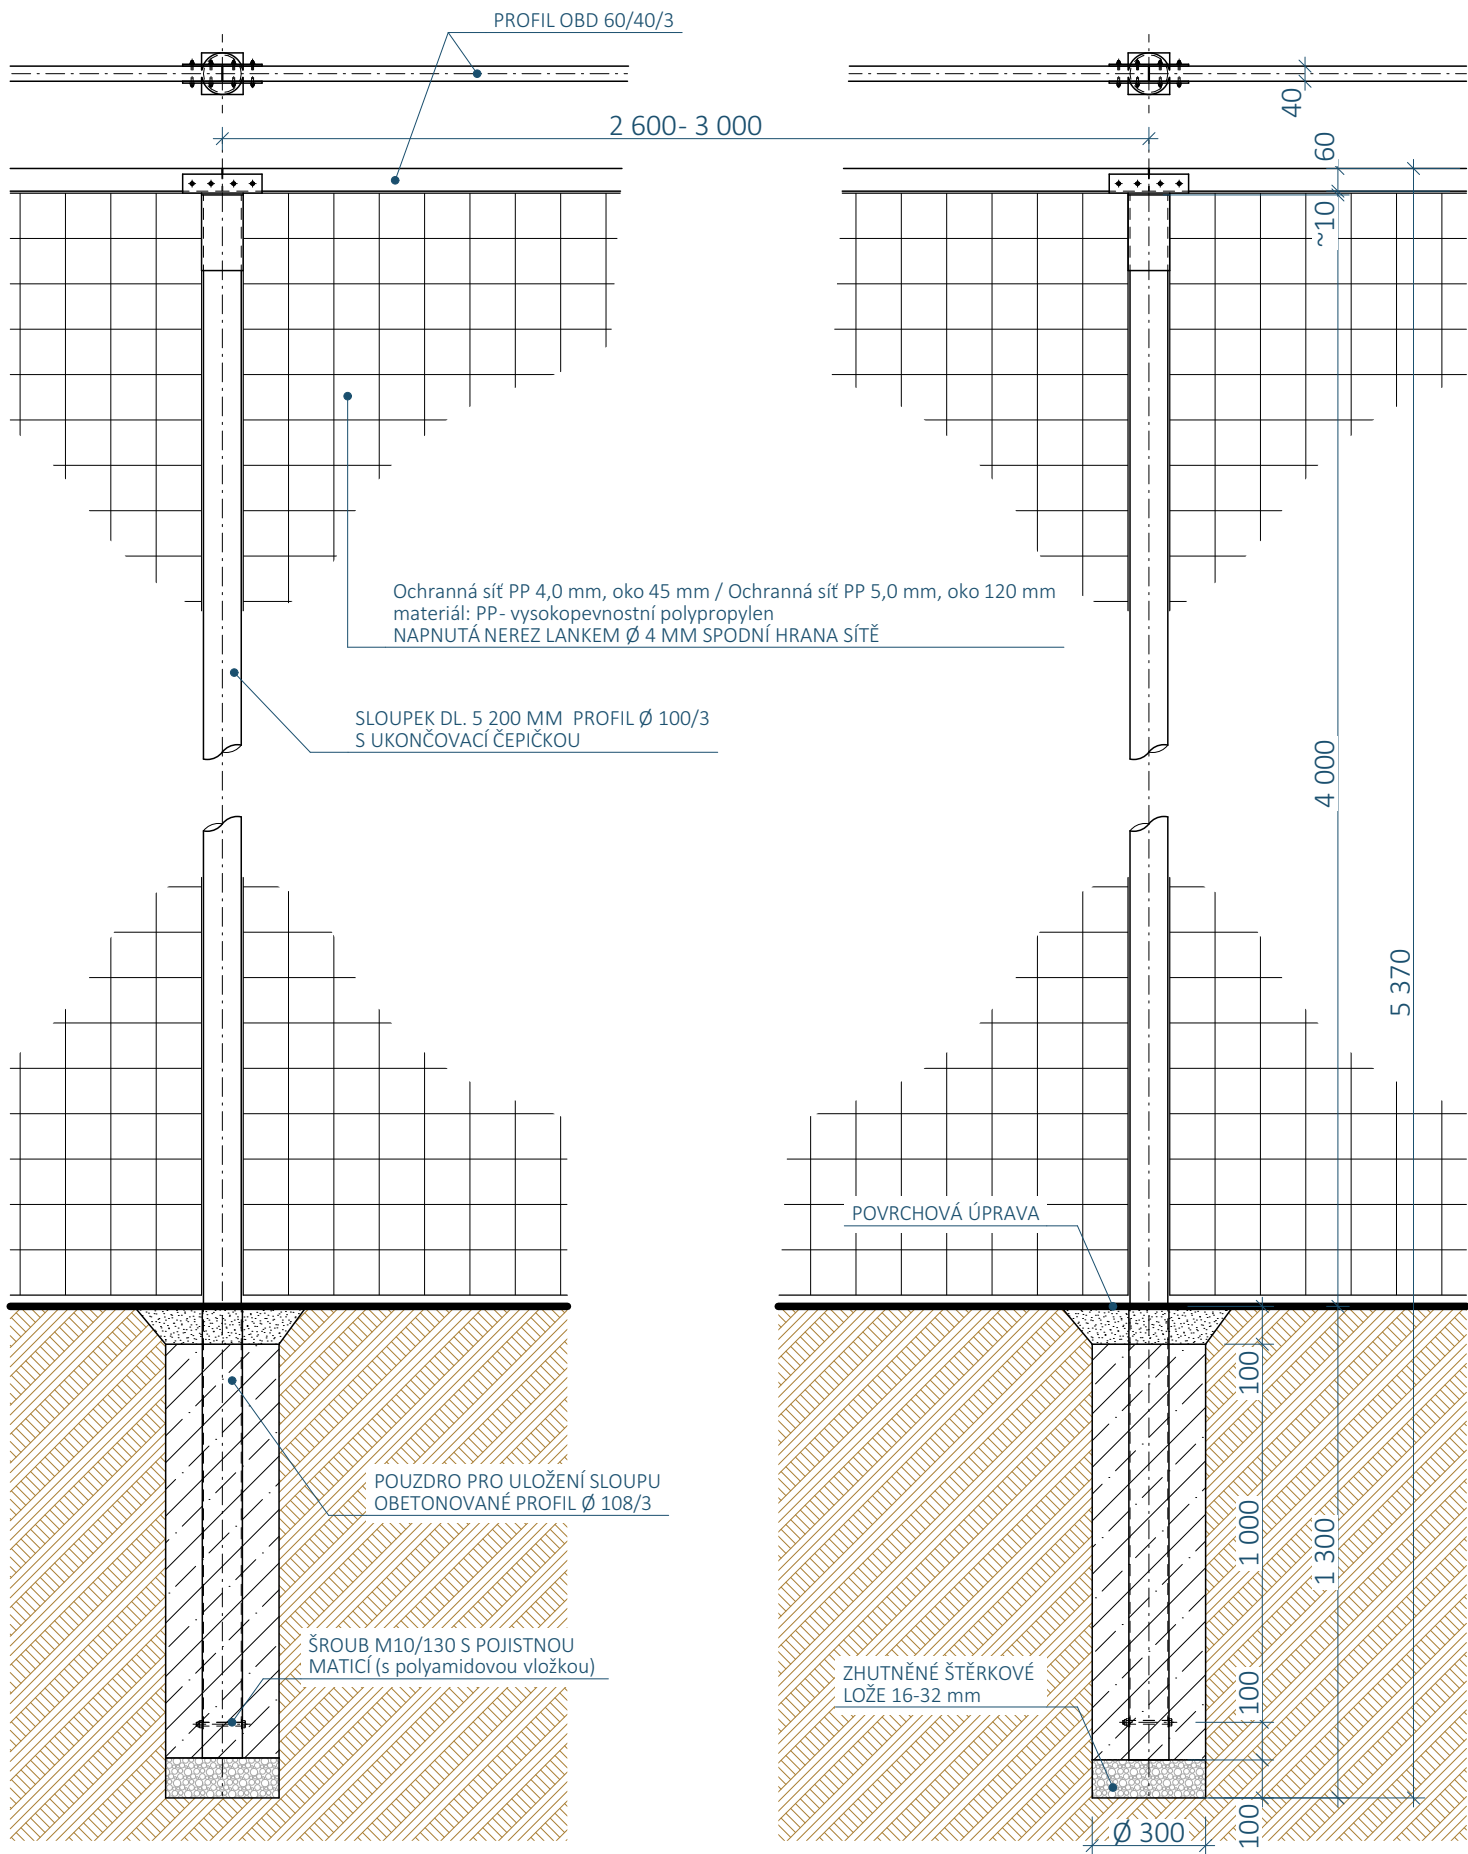 PROFIL OBD 60/40/3
40
2 600- 3 000
60
~10
Ochranná síť PP 4,0 mm, oko 45 mm / Ochranná síť PP 5,0 mm, oko 120 mm
materiál: PP- vysokopevnostní polypropylen
NAPNUTÁ NEREZ LANKEM Ø 4 MM SPODNÍ HRANA SÍTĚ
SLOUPEK DL. 5 200 MM PROFIL Ø 100/3
S UKONČOVACÍ ČEPIČKOU
4 000
5 370
POVRCHOVÁ ÚPRAVA
100
POUZDRO PRO ULOŽENÍ SLOUPU
OBETONOVANÉ PROFIL Ø 108/3
1 000
1 300
ŠROUB M10/130 S POJISTNOU
MATICÍ (s polyamidovou vložkou)
ZHUTNĚNÉ ŠTĚRKOVÉ
LOŽE 16-32 mm
100
100
Ø 300